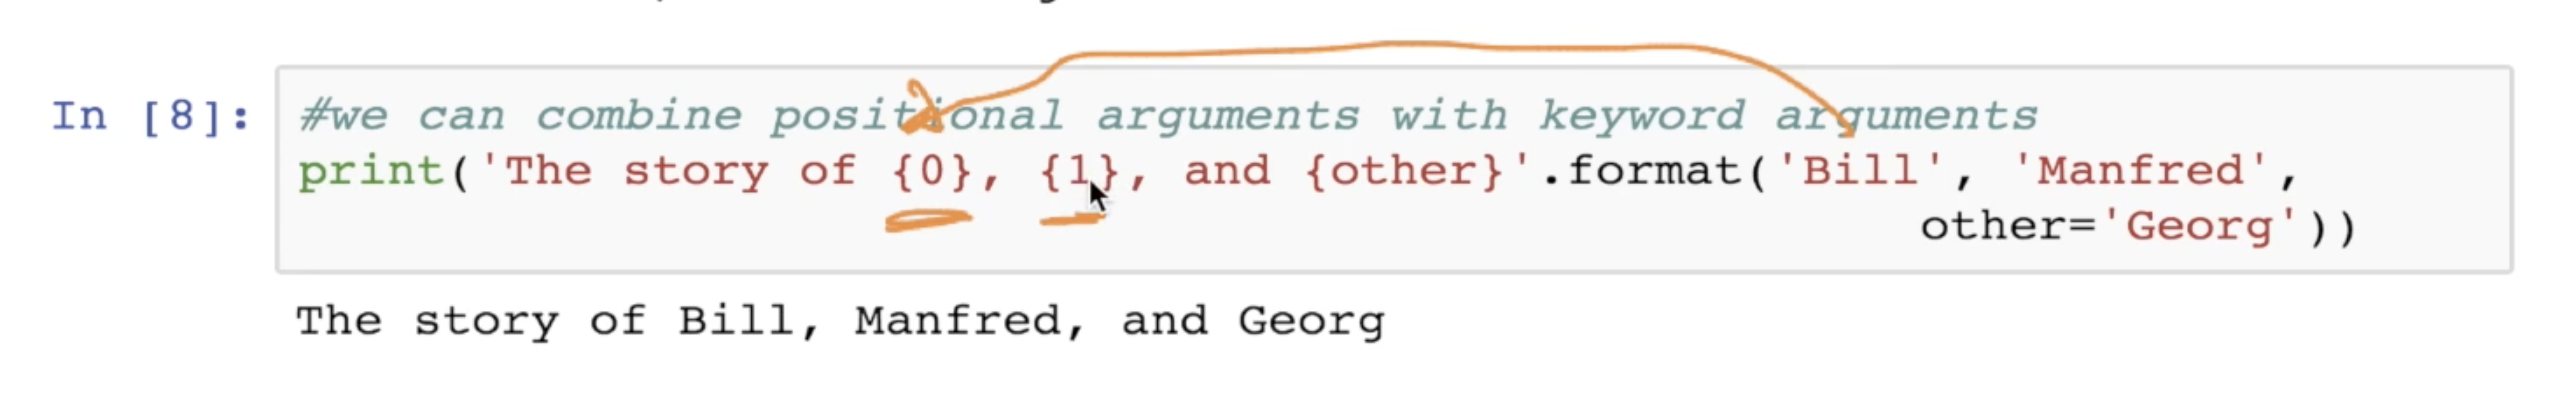 In [8]:
#we can combine positional arguments with keyword arguments
print('The story of {0}, {1}, and {other}'.format('Bill', 'Manfred',
other='Georg'))
The story of Bill, Manfred, and Georg